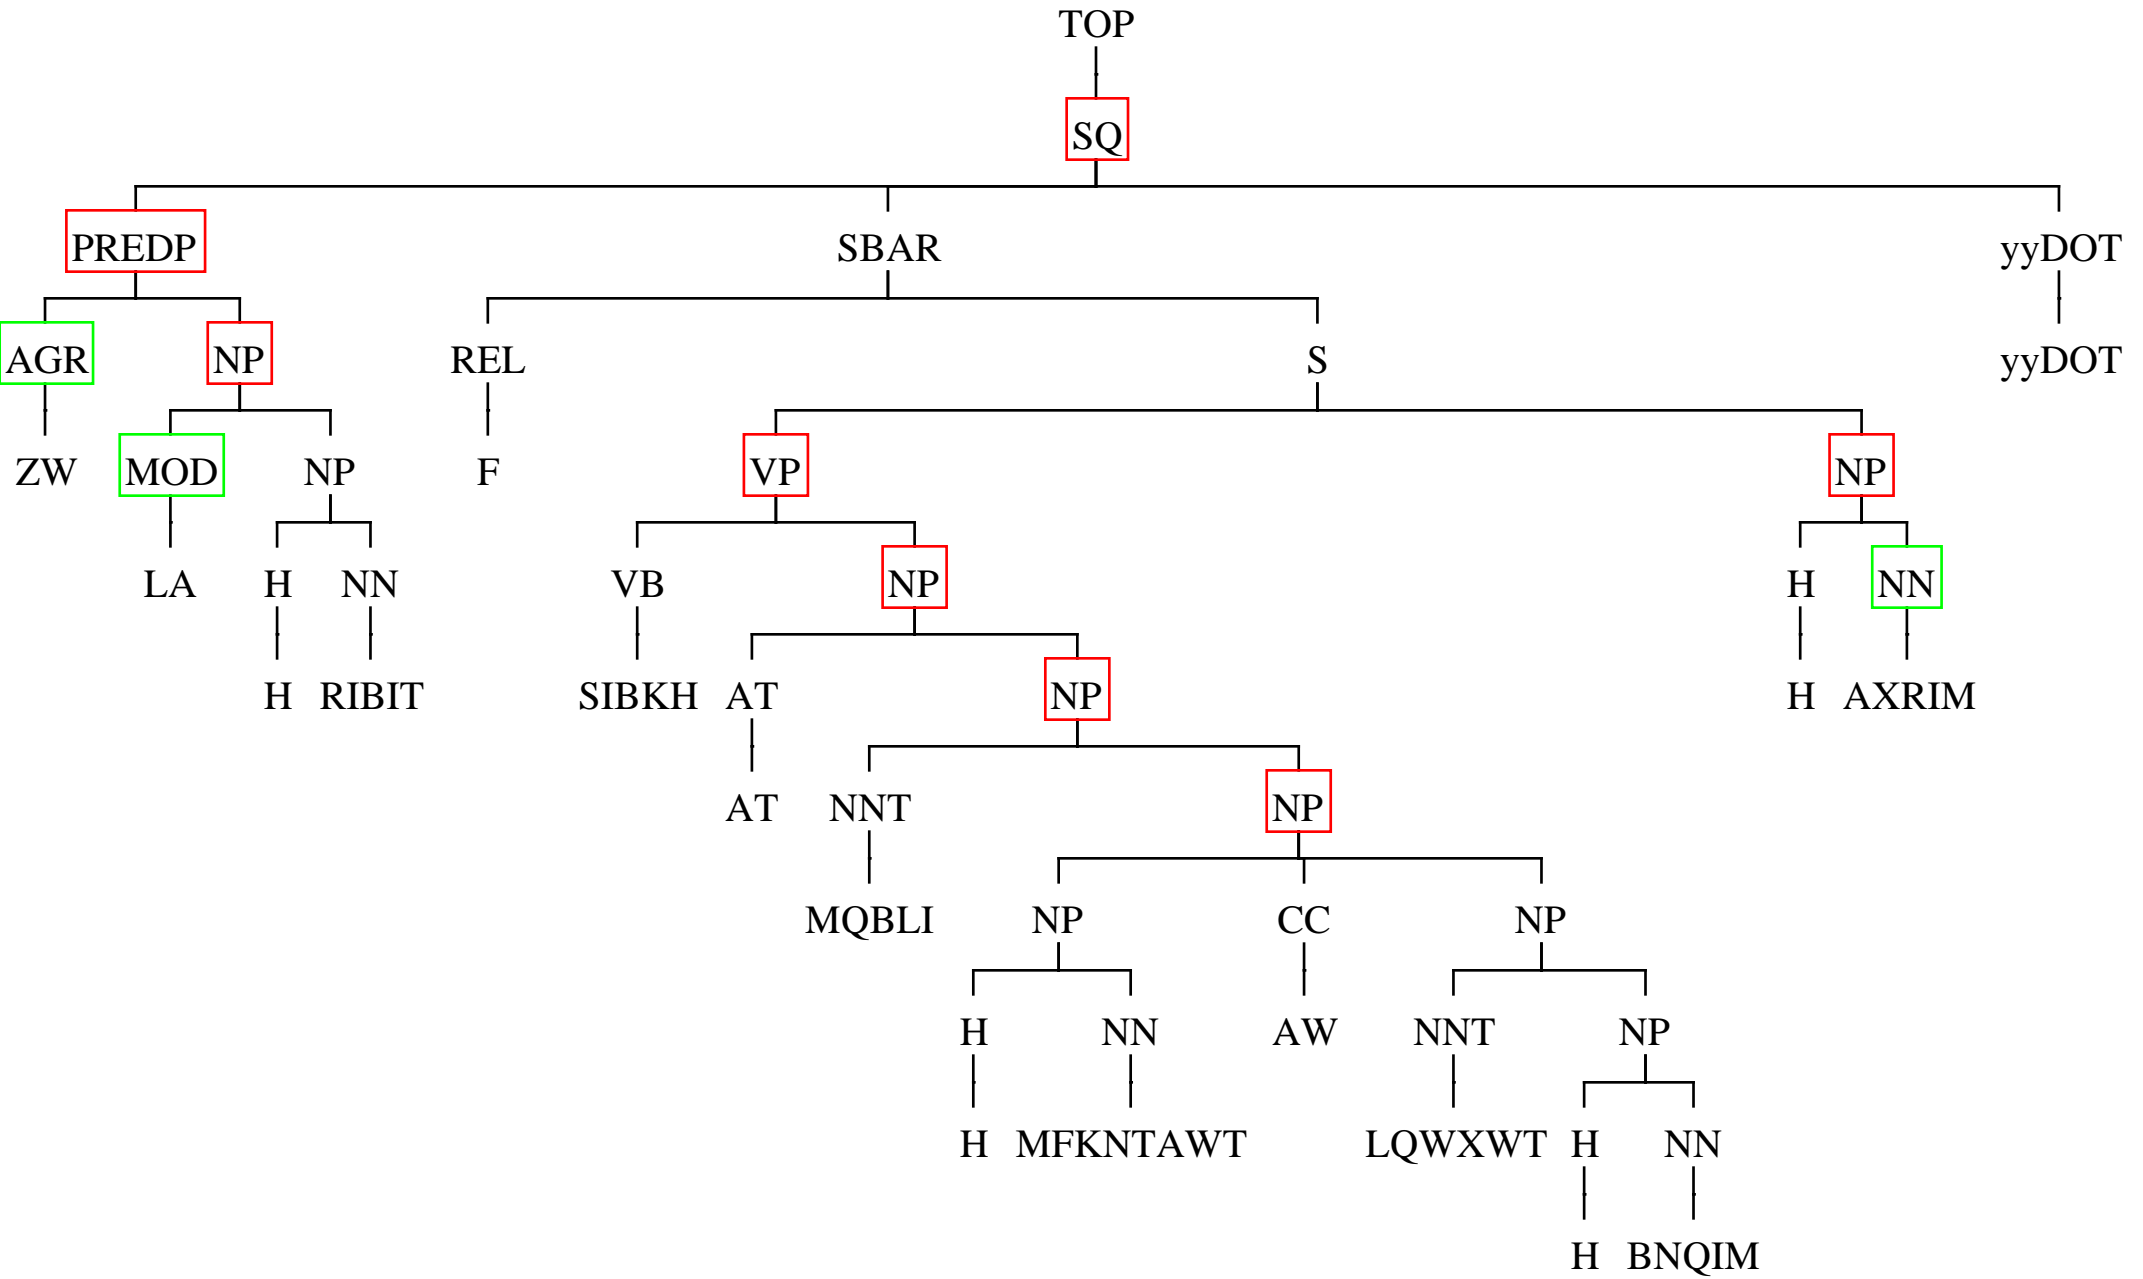 TOP
SQ
PREDP SBAR yyDOT
AGR NP REL S yyDOT
ZW MOD NP F VP NP
LA H NN VB NP H NN
H RIBIT SIBKH AT NP H AXRIM
AT NNT NP
MQBLI NP CC NP
H NN AW NNT NP
H MFKNTAWT LQWXWT H NN
H BNQIM